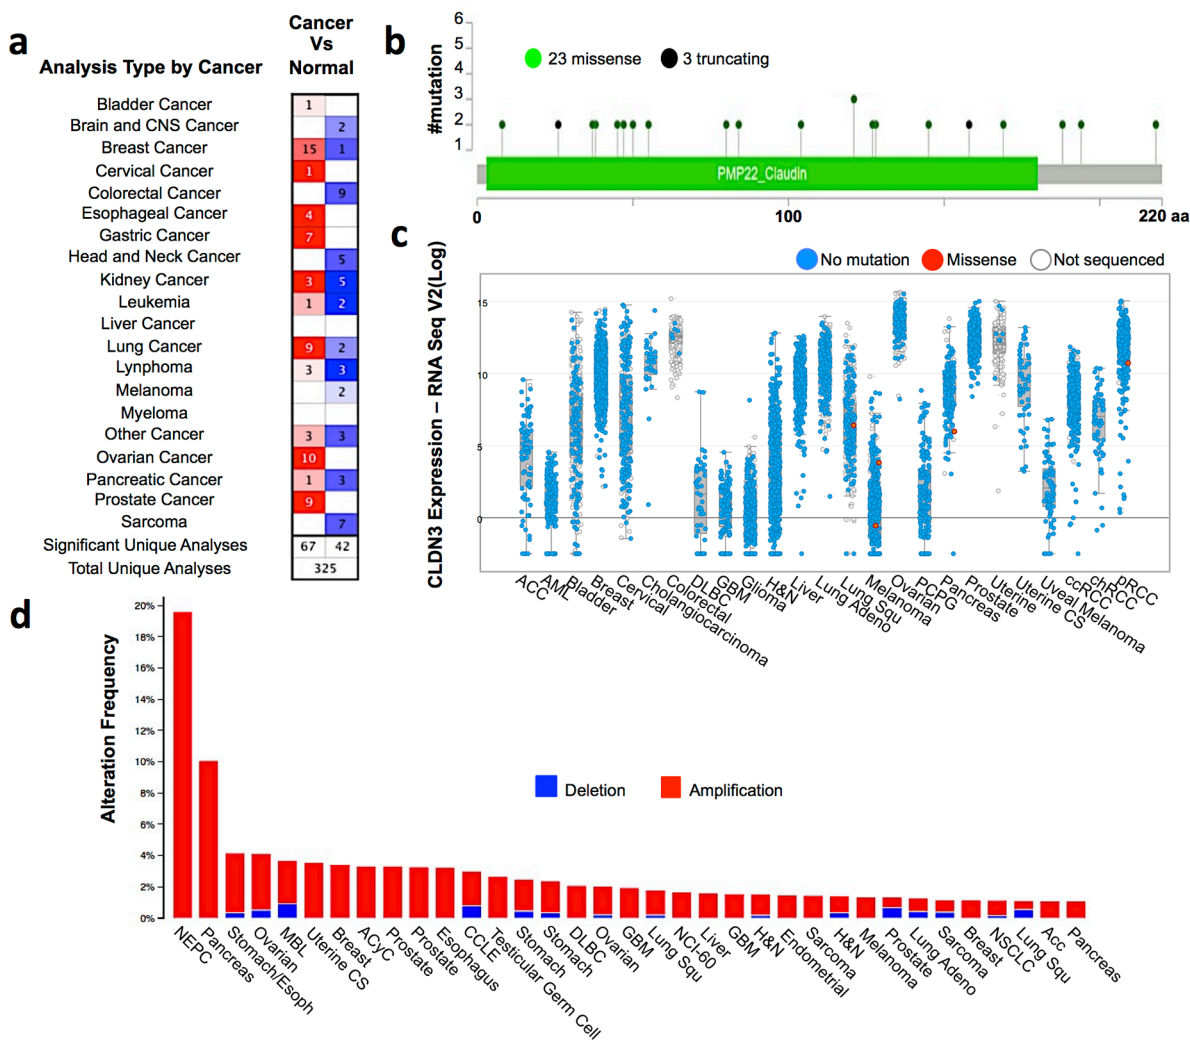 a
Cancer
Vs
Normal
Analysis Type by Cancer
Bladder Cancer 1
Brain and CNS Cancer 2
Breast Cancer 15 1
Cervical Cancer 1
Colorectal Cancer 9
Esophageal Cancer 4
Gastric Cancer 7
Head and Neck Cancer 5
Kidney Cancer 3 5
Leukemia 1 2
Liver Cancer
Lung Cancer 9 2
Lymphoma 3 3
Melanoma 2
Myeloma
Other Cancer 3 3
Ovarian Cancer 10
Pancreatic Cancer 1 3
Prostate Cancer 9
Sarcoma 7
Significant Unique Analyses 67 42
Total Unique Analyses 325
b
#mutation
6
5
4
3
2
1
23 missense 3 truncating
PMP22_Claudin
0 100 220 aa
c
No mutation Missense Not sequenced
CLDN3 Expression – RNA Seq V2(Log)
15
10
5
0
ACC
AML
Bladder
Breast
Cervical
Cholangiocarcinoma
Colorectal
DLBC
GBM
Glioma
H&N
Liver
Lung Adeno
Lung Squ
Melanoma
Ovarian
PCPG
Pancreas
Prostate
Uterine
Uterine CS
Uveal Melanoma
ccRCC
chRCC
pRCC
d
Alteration Frequency
20%
18%
16%
14%
12%
10%
8%
6%
4%
2%
0%
Deletion Amplification
NEPC
Pancreas
Stomach/Esoph
Ovarian
MBL
Uterine CS
Breast
ACyC
Prostate
Prostate
Esophagus
CCLE
Testicular Germ Cell
Stomach
Stomach
DLBC
Ovarian
GBM
Lung Squ
NCI-60
Liver
GBM
H&N
Endometrial
Sarcoma
H&N
Melanoma
Prostate
Lung Adeno
Sarcoma
Breast
NSCLC
Lung Squ
Acc
Pancreas